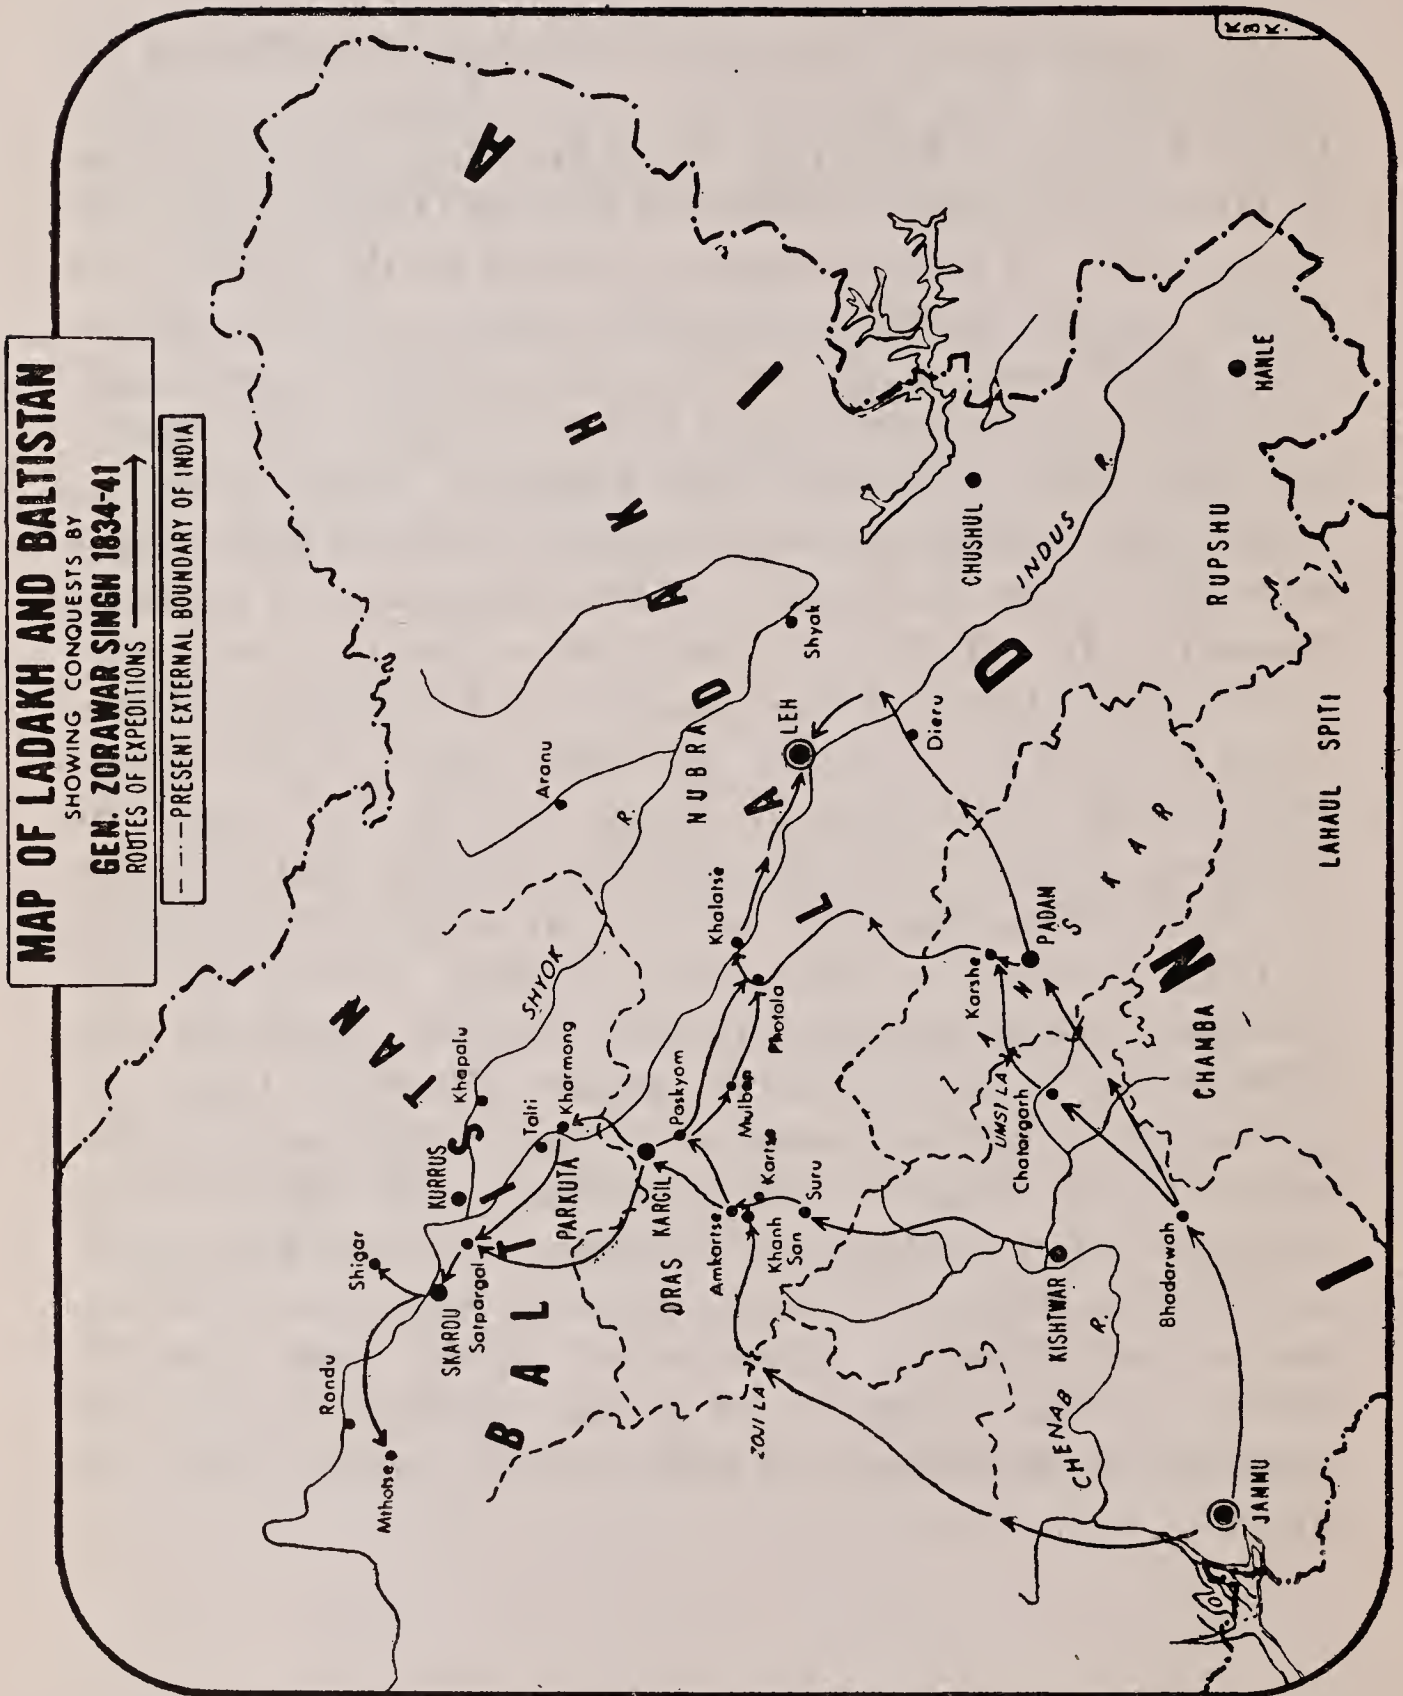 MAP OF LADAKH AND BALTISTAN
SHOWING CONQUESTS BY
GEN. ZORAWAR SINGH 1834-41
ROUTES OF EXPEDITIONS
PRESENT EXTERNAL BOUNDARY OF INDIA
K B K.
BALTISTAN
LADAKH
INDIA
Rondu
Mthotse
Shigar
SKARDU
Satpargal
KURRUS
Khapalu
Talti
Kharmong
PARKUTA
SHYOK
R.
Aranu
NUBRA
Shyak
LEH
Khalatse
Photola
Mulbep
Paskyom
KARGIL
DRAS
Amkartse
Kartse
Khanh
San
Suru
ZOJI LA
KISHTWAR
CHENAB
R.
JAMMU
Bhadarwah
Chatargarh
UMSI LA
ZANSKAR
Karshe
PADAM
Dieru
CHUSHUL
INDUS
R.
RUPSHU
HANLE
LAHAUL SPITI
CHAMBA